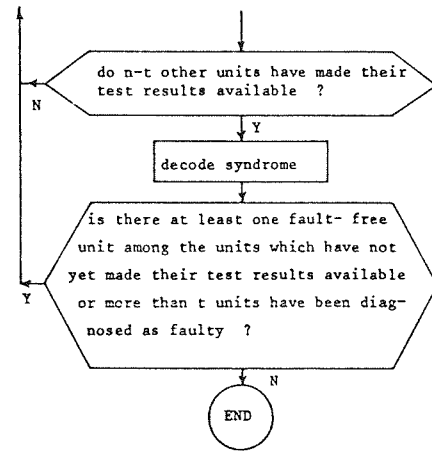 do n-t other units have made their
test results available ?
N
Y
decode syndrome
is there at least one fault- free
unit among the units which have not
yet made their test results available
or more than t units have been diag-
nosed as faulty ?
Y
N
END